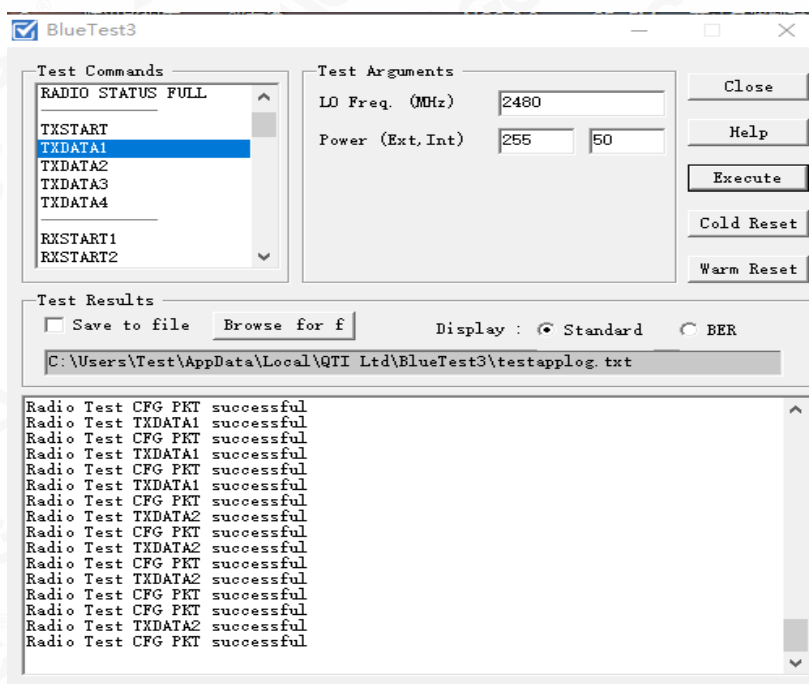 BlueTest3
Test Commands
RADIO STATUS FULL
TXSTART
TXDATA1
TXDATA2
TXDATA3
TXDATA4
RXSTART1
RXSTART2
Test Arguments
LO Freq. (MHz) 2480
Power (Ext, Int) 255 50
Close
Help
Execute
Cold Reset
Warm Reset
Test Results
Save to file Browse for f Display : Standard BER
C:\Users\Test\AppData\Local\QTI Ltd\BlueTest3\testapplog.txt
Radio Test CFG PKT successful
Radio Test TXDATA1 successful
Radio Test CFG PKT successful
Radio Test TXDATA1 successful
Radio Test CFG PKT successful
Radio Test TXDATA1 successful
Radio Test CFG PKT successful
Radio Test TXDATA2 successful
Radio Test CFG PKT successful
Radio Test TXDATA2 successful
Radio Test CFG PKT successful
Radio Test TXDATA2 successful
Radio Test CFG PKT successful
Radio Test CFG PKT successful
Radio Test TXDATA2 successful
Radio Test CFG PKT successful